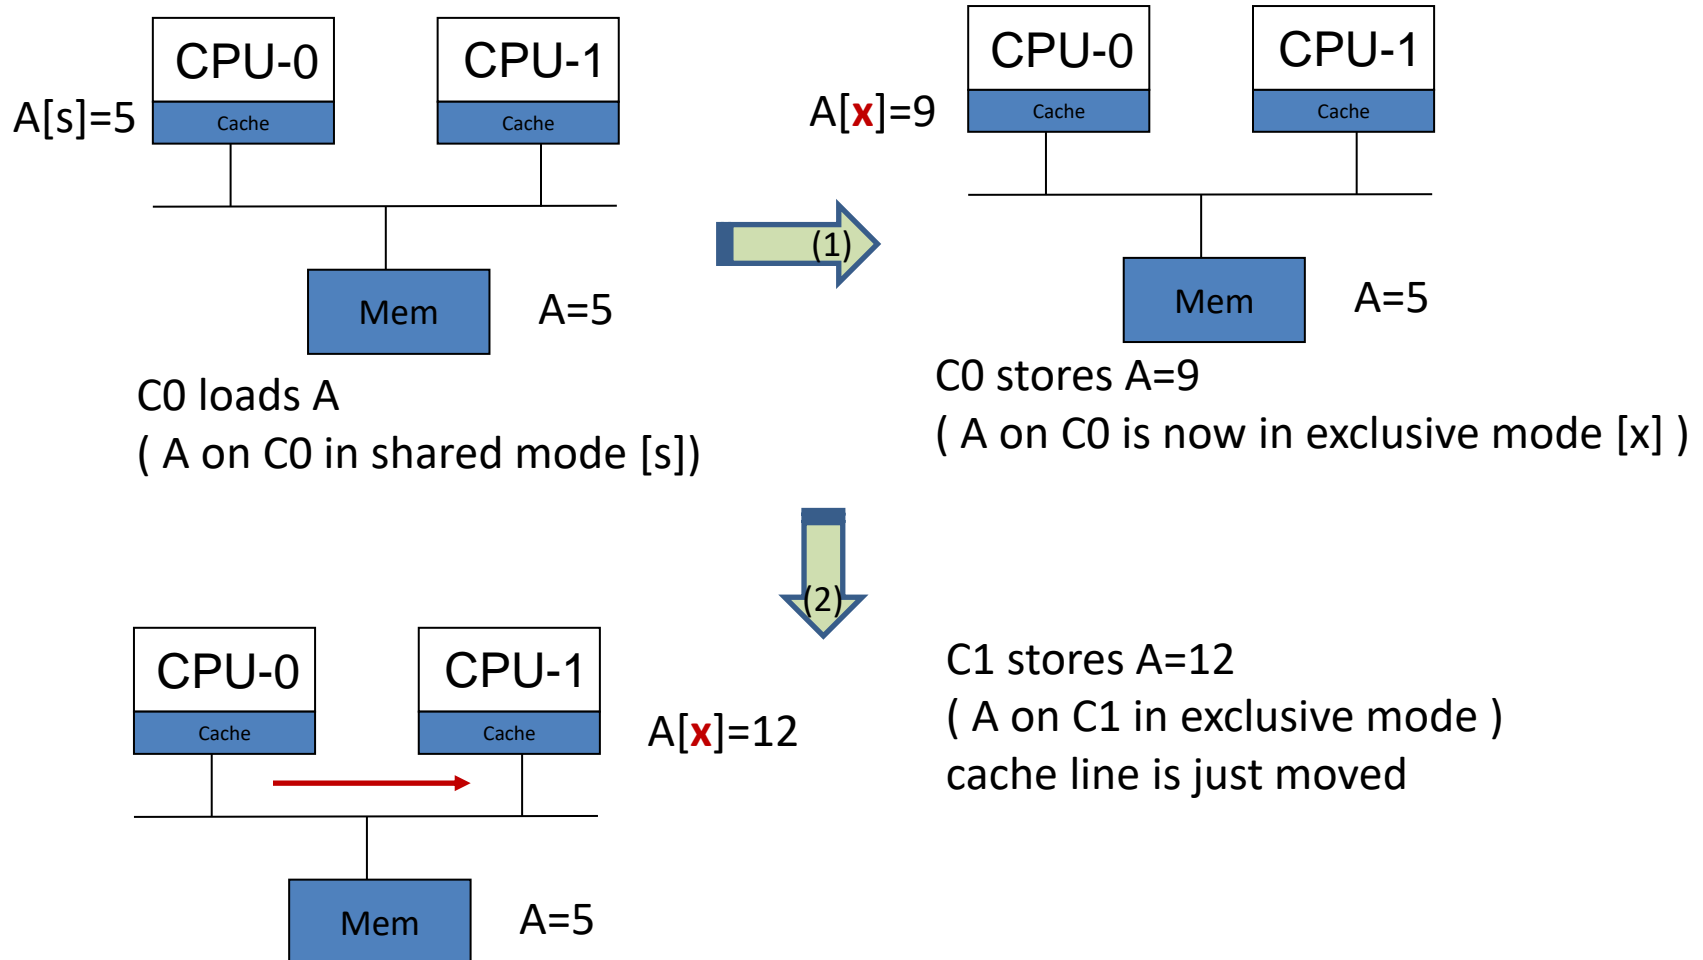 CPU-0
CPU-1
A[s]=5
Cache
Cache
Mem
A=5
C0 loads A
( A on C0 in shared mode [s])
(1)
CPU-0
CPU-1
A[x]=9
Cache
Cache
Mem
A=5
C0 stores A=9
( A on C0 is now in exclusive mode [x] )
(2)
CPU-0
CPU-1
Cache
Cache
A[x]=12
Mem
A=5
C1 stores A=12
( A on C1 in exclusive mode )
cache line is just moved